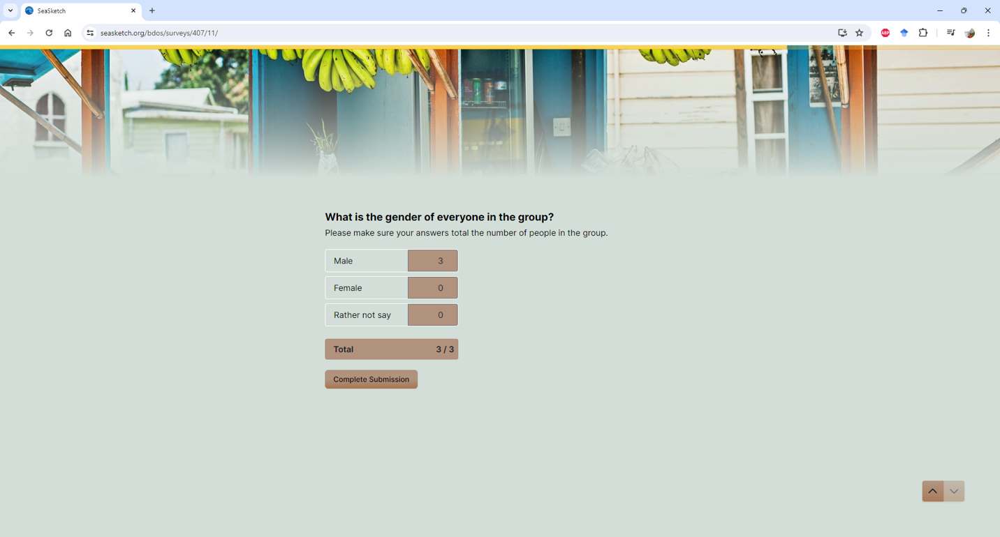 SeaSketch
seasketch.org/bdos/surveys/407/11/
ABP
What is the gender of everyone in the group?
Please make sure your answers total the number of people in the group.
Male 3
Female 0
Rather not say 0
Total 3 / 3
Complete Submission